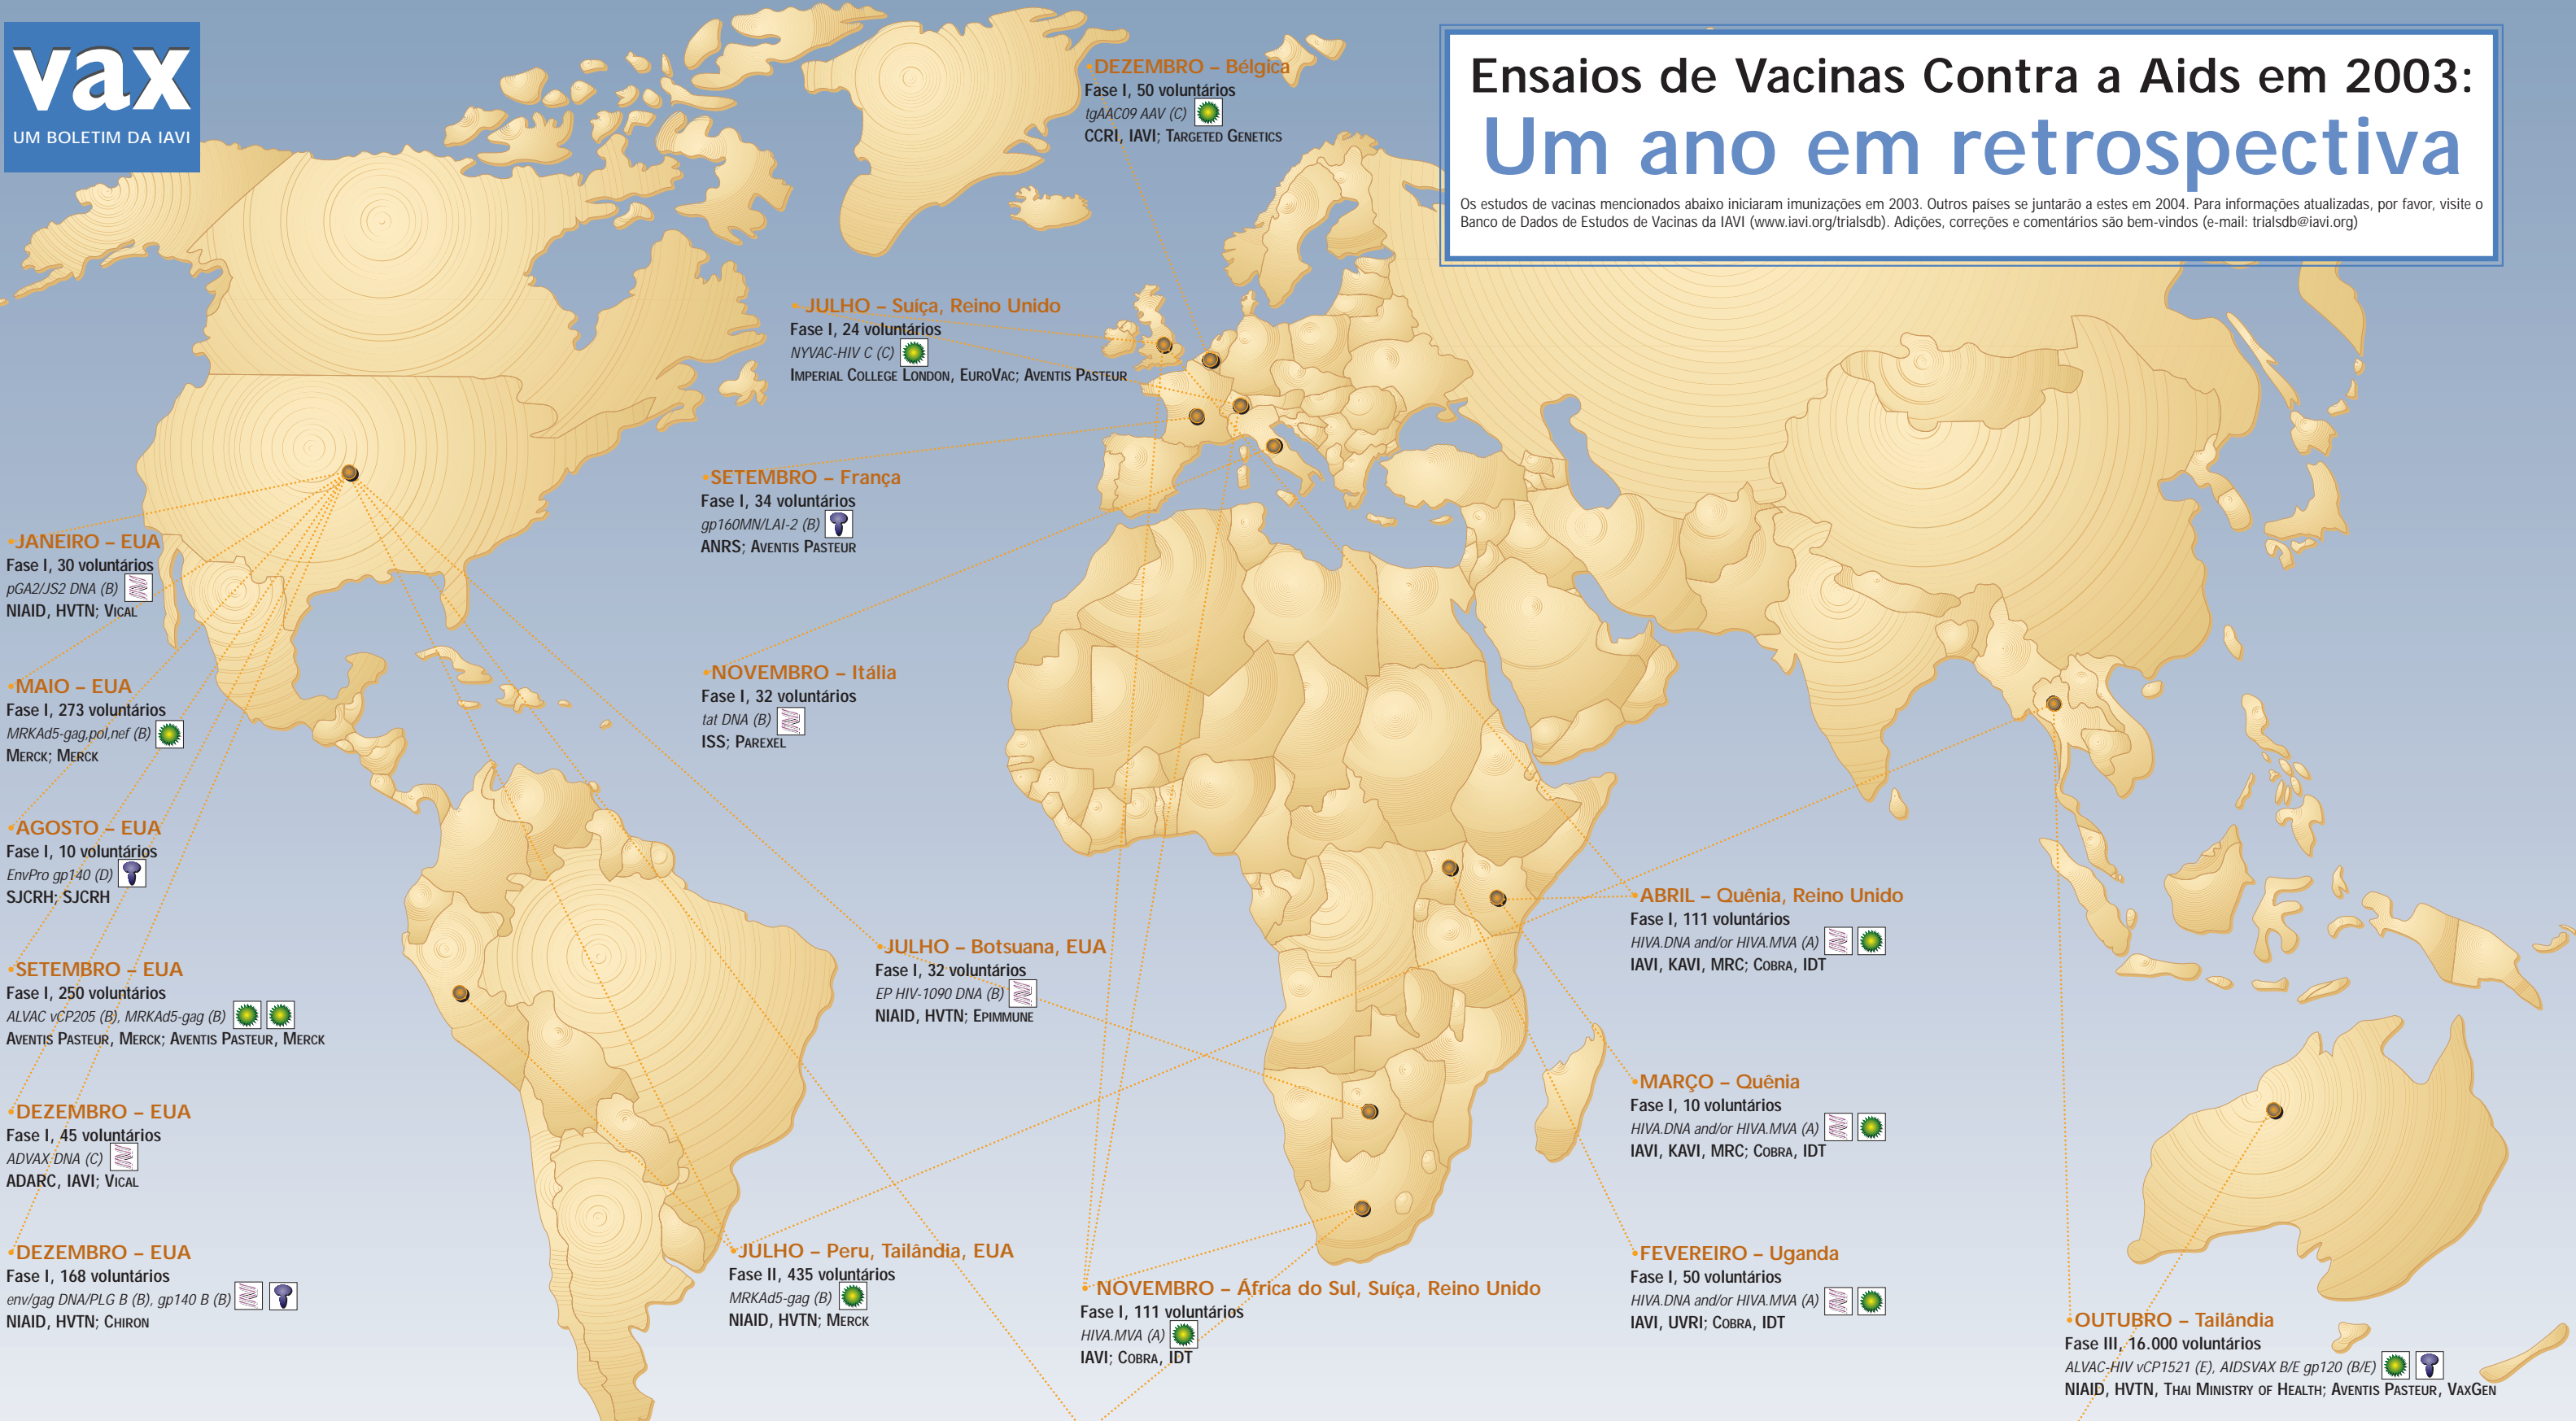 vax
UM BOLETIM DA IAVI
Ensaios de Vacinas Contra a Aids em 2003:
Um ano em retrospectiva
Os estudos de vacinas mencionados abaixo iniciaram imunizações em 2003. Outros países se juntarão a estes em 2004. Para informações atualizadas, por favor, visite o
Banco de Dados de Estudos de Vacinas da IAVI (www.iavi.org/trialsdb). Adições, correções e comentários são bem-vindos (e-mail: trialsdb@iavi.org)
•DEZEMBRO – Bélgica
Fase I, 50 voluntários
tgAAC09 AAV (C)
CCRI, IAVI; Targeted Genetics
• JULHO – Suíça, Reino Unido
Fase I, 24 voluntários
NYVAC-HIV C (C)
Imperial College London, EuroVac; Aventis Pasteur
•SETEMBRO – França
Fase I, 34 voluntários
gp160MN/LAI-2 (B)
ANRS; Aventis Pasteur
•NOVEMBRO – Itália
Fase I, 32 voluntários
tat DNA (B)
ISS; Parexel
•JANEIRO – EUA
Fase I, 30 voluntários
pGA2/JS2 DNA (B)
NIAID, HVTN; Vical
•MAIO – EUA
Fase I, 273 voluntários
MRKAd5-gag,pol,nef (B)
Merck; Merck
•AGOSTO – EUA
Fase I, 10 voluntários
EnvPro gp140 (D)
SJCRH; SJCRH
•SETEMBRO – EUA
Fase I, 250 voluntários
ALVAC vCP205 (B), MRKAd5-gag (B)
Aventis Pasteur, Merck; Aventis Pasteur, Merck
•DEZEMBRO – EUA
Fase I, 45 voluntários
ADVAX DNA (C)
ADARC, IAVI; Vical
•DEZEMBRO – EUA
Fase I, 168 voluntários
env/gag DNA/PLG B (B), gp140 B (B)
NIAID, HVTN; Chiron
•JULHO – Botsuana, EUA
Fase I, 32 voluntários
EP HIV-1090 DNA (B)
NIAID, HVTN; Epimmune
•JULHO – Peru, Tailândia, EUA
Fase II, 435 voluntários
MRKAd5-gag (B)
NIAID, HVTN; Merck
•NOVEMBRO – África do Sul, Suíça, Reino Unido
Fase I, 111 voluntários
HIVA.MVA (A)
IAVI; Cobra, IDT
•ABRIL – Quênia, Reino Unido
Fase I, 111 voluntários
HIVA.DNA and/or HIVA.MVA (A)
IAVI, KAVI, MRC; Cobra, IDT
•MARÇO – Quênia
Fase I, 10 voluntários
HIVA.DNA and/or HIVA.MVA (A)
IAVI, KAVI, MRC; Cobra, IDT
•FEVEREIRO – Uganda
Fase I, 50 voluntários
HIVA.DNA and/or HIVA.MVA (A)
IAVI, UVRI; Cobra, IDT
•OUTUBRO – Tailândia
Fase III, 16.000 voluntários
ALVAC-HIV vCP1521 (E), AIDSVAX B/E gp120 (B/E)
NIAID, HVTN, Thai Ministry of Health; Aventis Pasteur, VaxGen